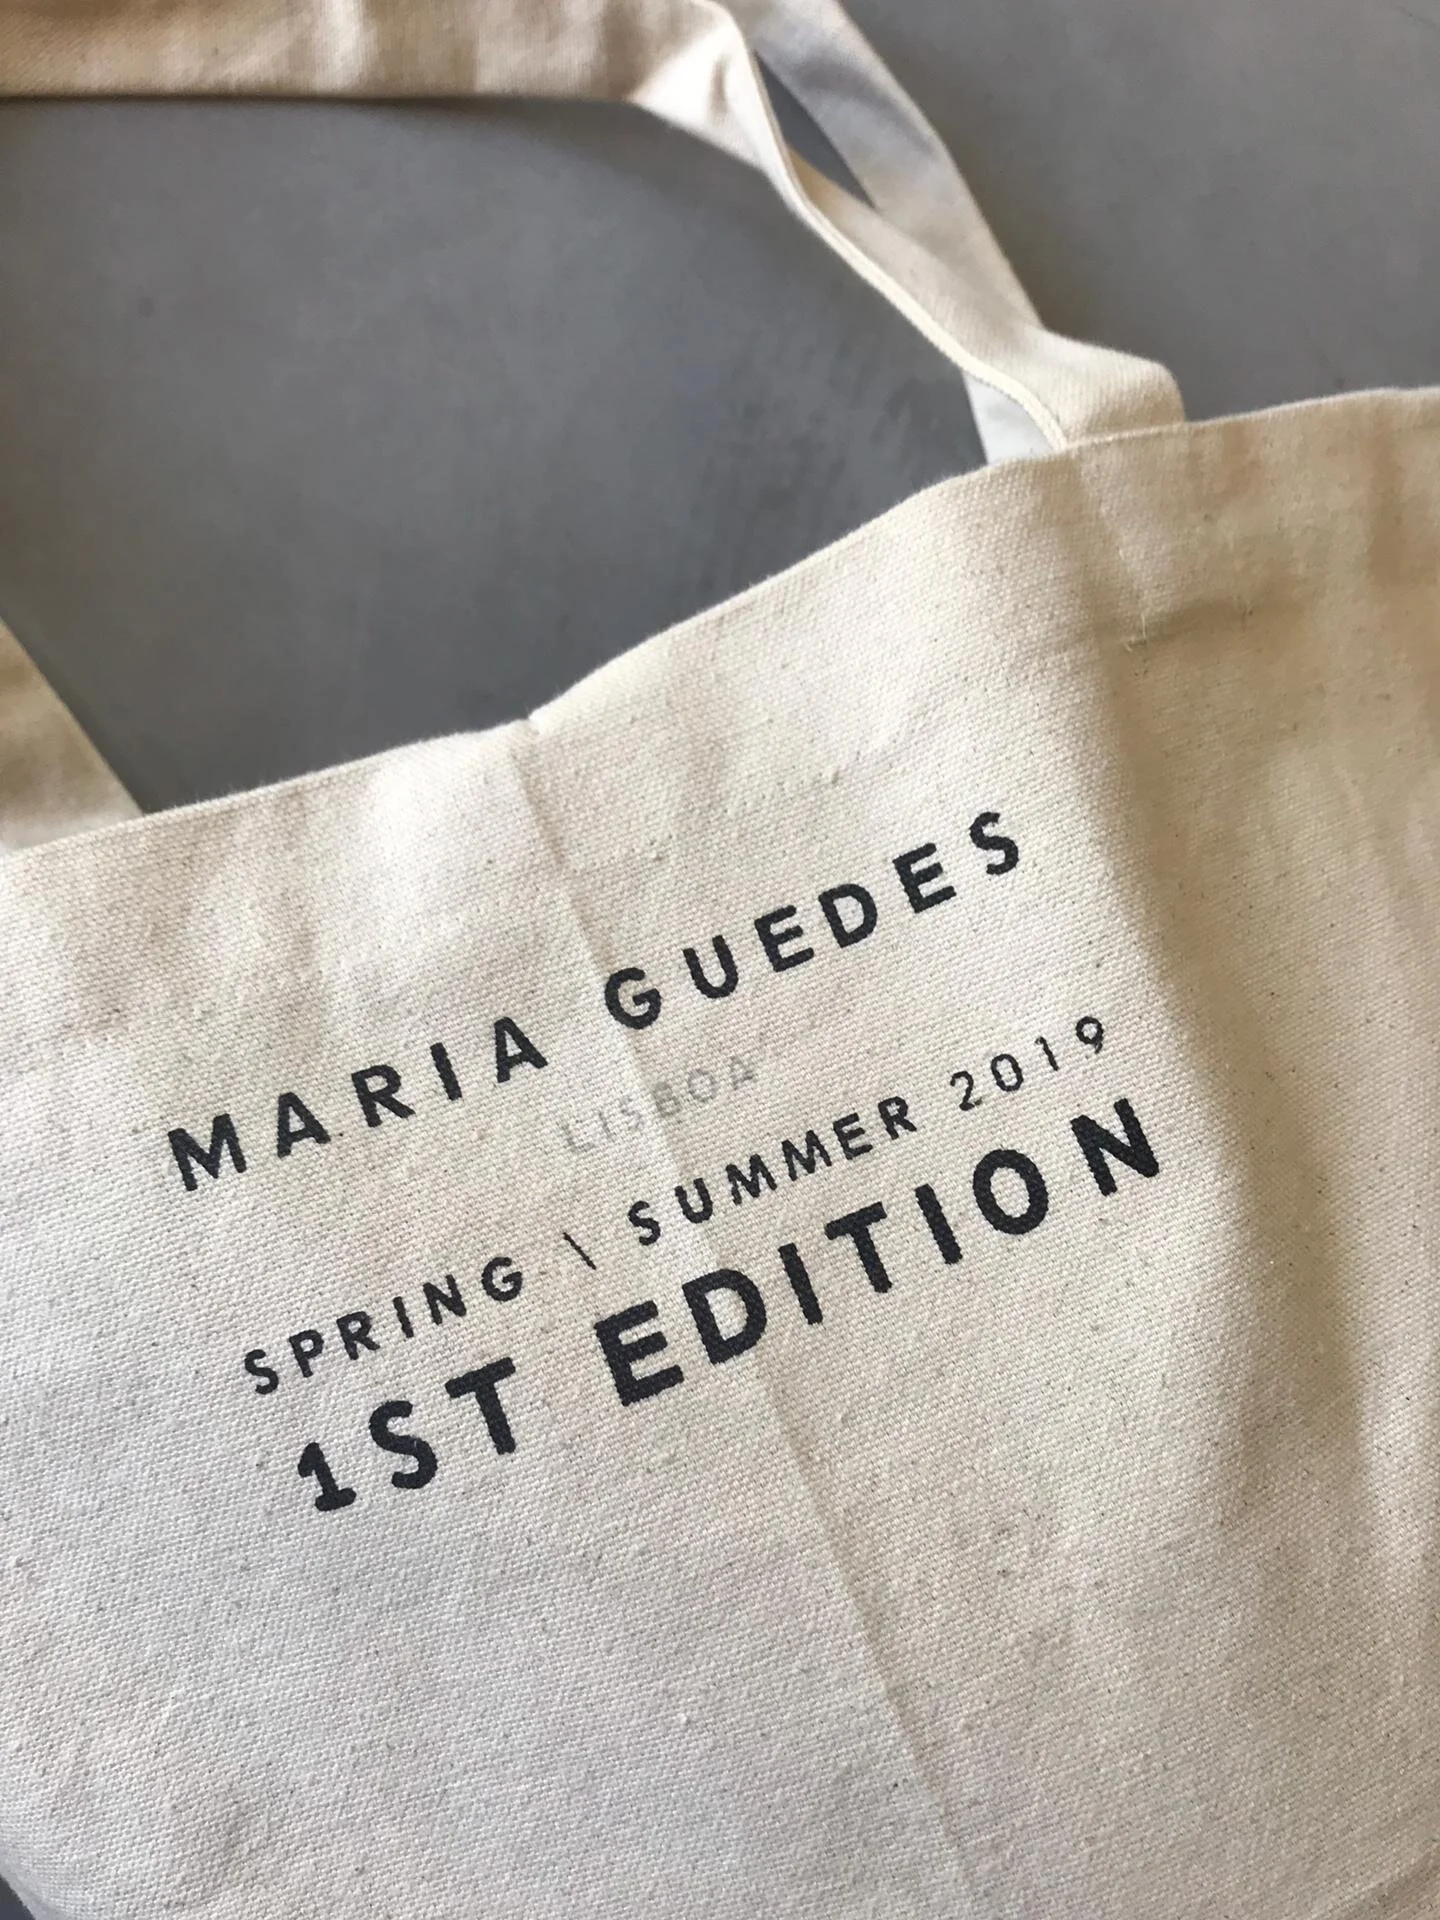 MARIA GUEDES
LISBOA
SPRING \ SUMMER 2019
1ST EDITION